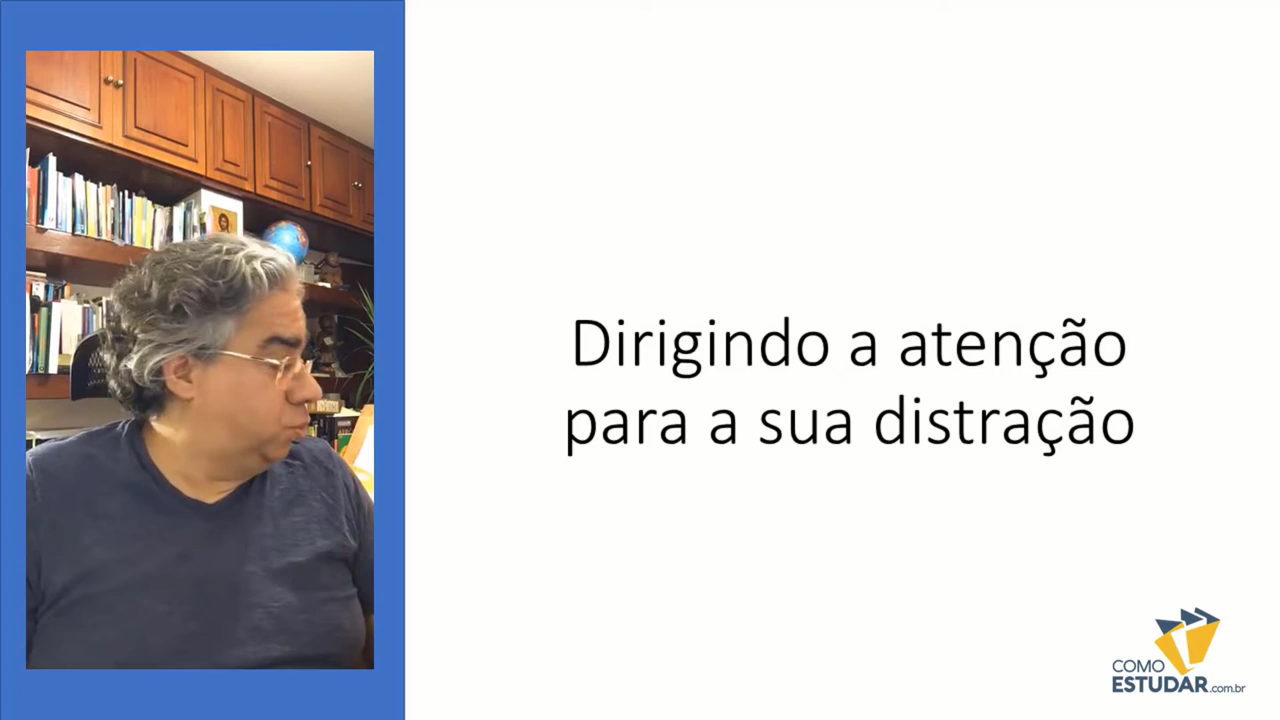 Dirigindo a atenção
para a sua distração
COMO
ESTUDAR.com.br